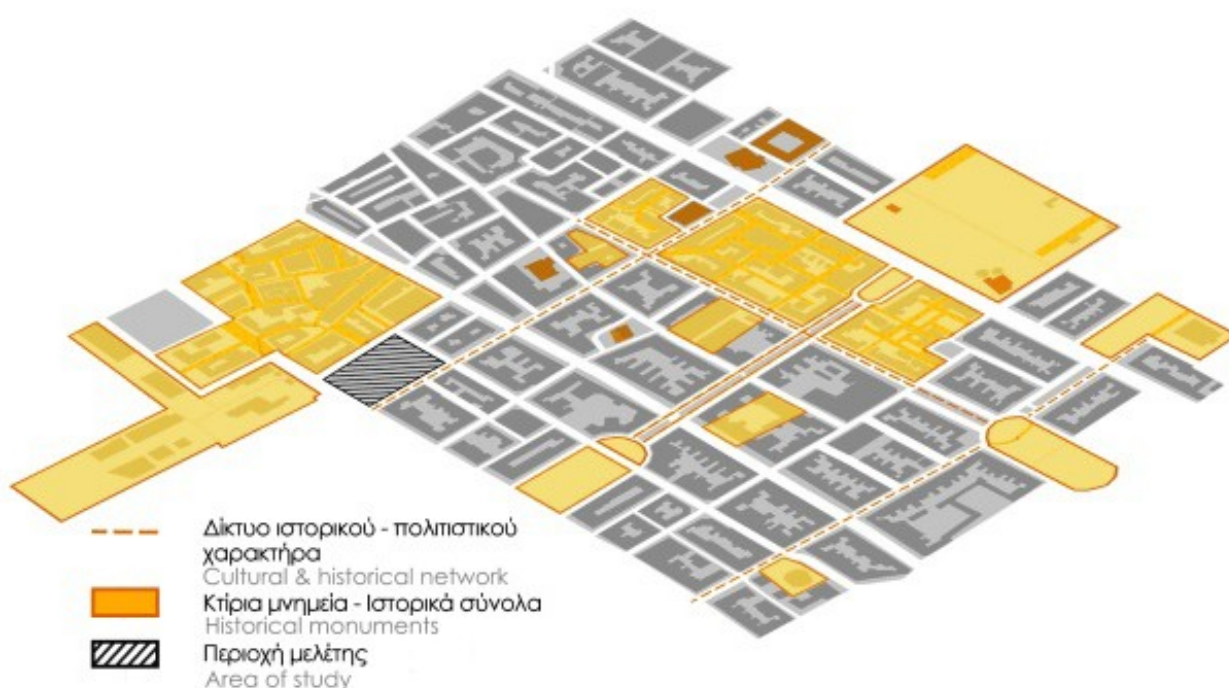 Δίκτυο ιστορικού - πολιτιστικού
χαρακτήρα
Cultural & historical network
Κτίρια μνημεία - Ιστορικά σύνολα
Historical monuments
Περιοχή μελέτης
Area of study